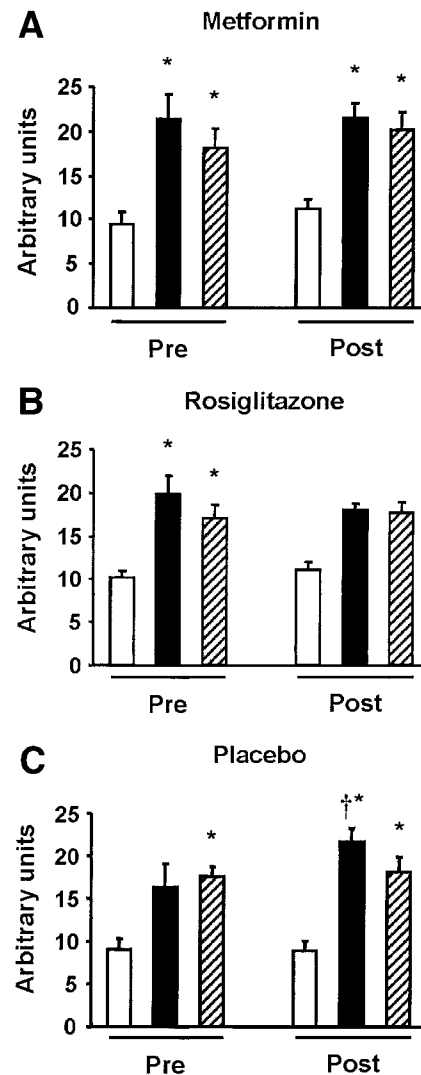 A
Metformin
* * * *
Arbitrary units
25
20
15
10
5
0
Pre Post
B
Rosiglitazone
* *
Arbitrary units
25
20
15
10
5
0
Pre Post
C
Placebo
* †* *
Arbitrary units
25
20
15
10
5
0
Pre Post